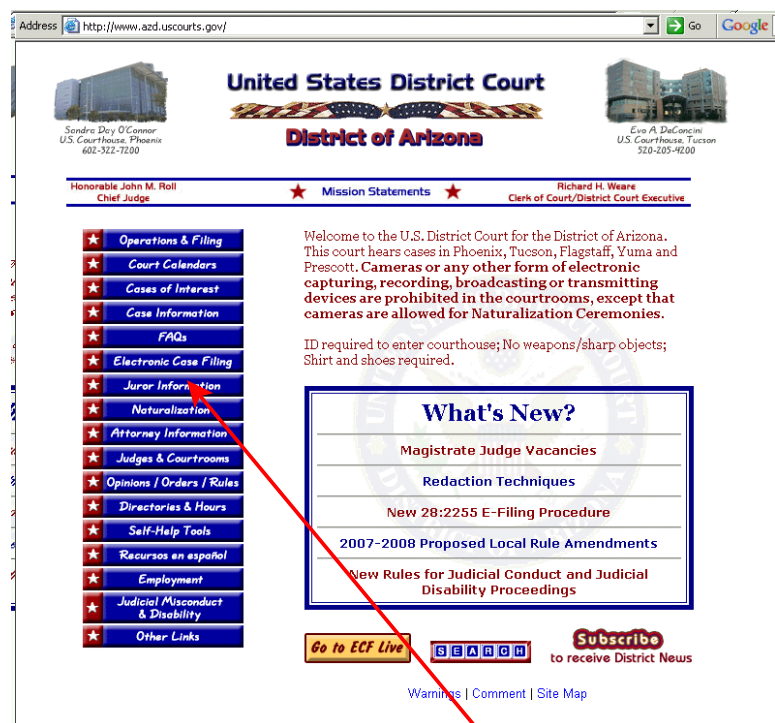 Address http://www.azd.uscourts.gov/ Go Google
United States District Court
District of Arizona
Sandra Day O'Connor
U.S. Courthouse, Phoenix
602-322-7200
Evo A. DeConcini
U.S. Courthouse, Tucson
520-205-4200
Honorable John M. Roll
Chief Judge
Mission Statements
Richard H. Weare
Clerk of Court/District Court Executive
Operations & Filing
Court Calendars
Cases of Interest
Case Information
FAQs
Electronic Case Filing
Juror Information
Naturalization
Attorney Information
Judges & Courtrooms
Opinions / Orders / Rules
Directories & Hours
Self-Help Tools
Recursos en español
Employment
Judicial Misconduct
& Disability
Other Links
Welcome to the U.S. District Court for the District of Arizona.
This court hears cases in Phoenix, Tucson, Flagstaff, Yuma and
Prescott. Cameras or any other form of electronic
capturing, recording, broadcasting or transmitting
devices are prohibited in the courtrooms, except that
cameras are allowed for Naturalization Ceremonies.
ID required to enter courthouse; No weapons/sharp objects;
Shirt and shoes required.
What's New?
Magistrate Judge Vacancies
Redaction Techniques
New 28:2255 E-Filing Procedure
2007-2008 Proposed Local Rule Amendments
New Rules for Judicial Conduct and Judicial
Disability Proceedings
Go to ECF Live
SEARCH
Subscribe
to receive District News
Warnings | Comment | Site Map